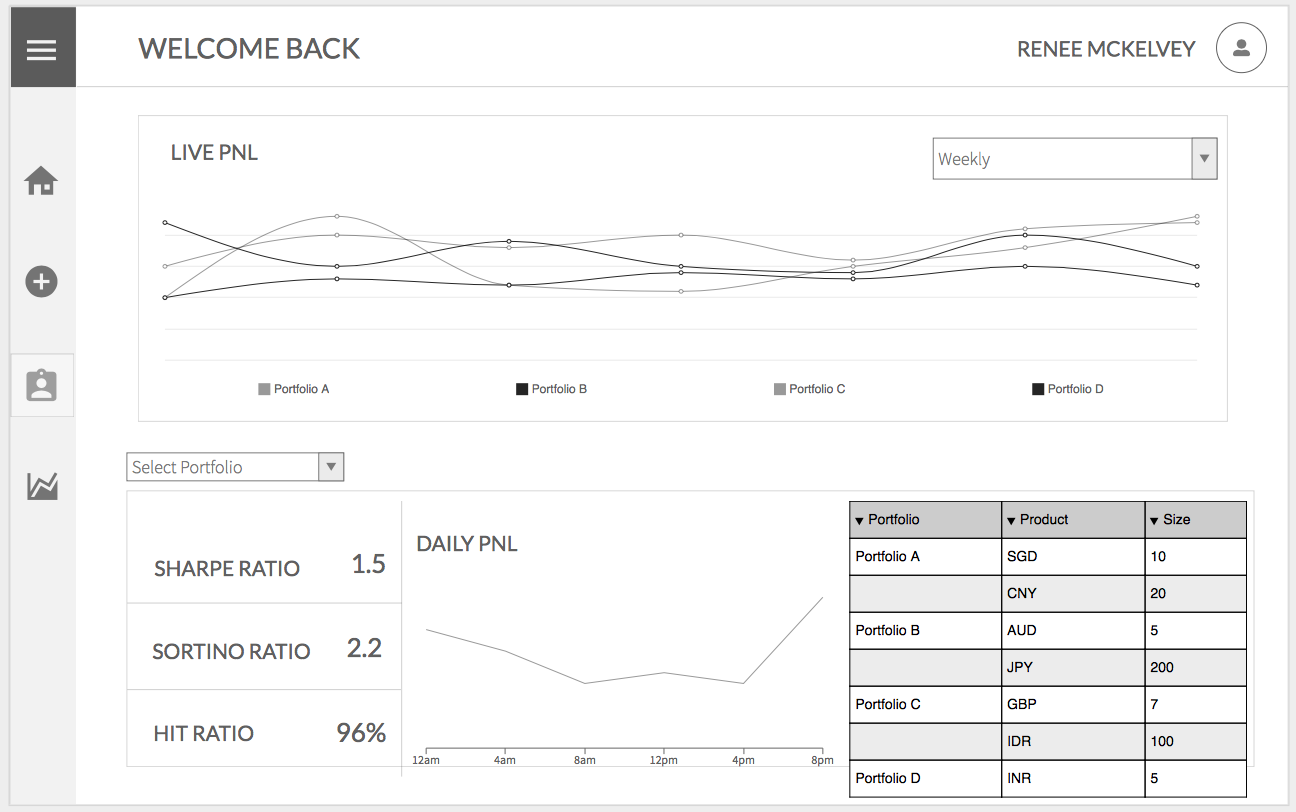 WELCOME BACK
RENEE MCKELVEY
LIVE PNL
Weekly
Portfolio A
Portfolio B
Portfolio C
Portfolio D
Select Portfolio
SHARPE RATIO 1.5
SORTINO RATIO 2.2
HIT RATIO 96%
DAILY PNL
12am 4am 8am 12pm 4pm 8pm
Portfolio Product Size
Portfolio A SGD 10
CNY 20
Portfolio B AUD 5
JPY 200
Portfolio C GBP 7
IDR 100
Portfolio D INR 5